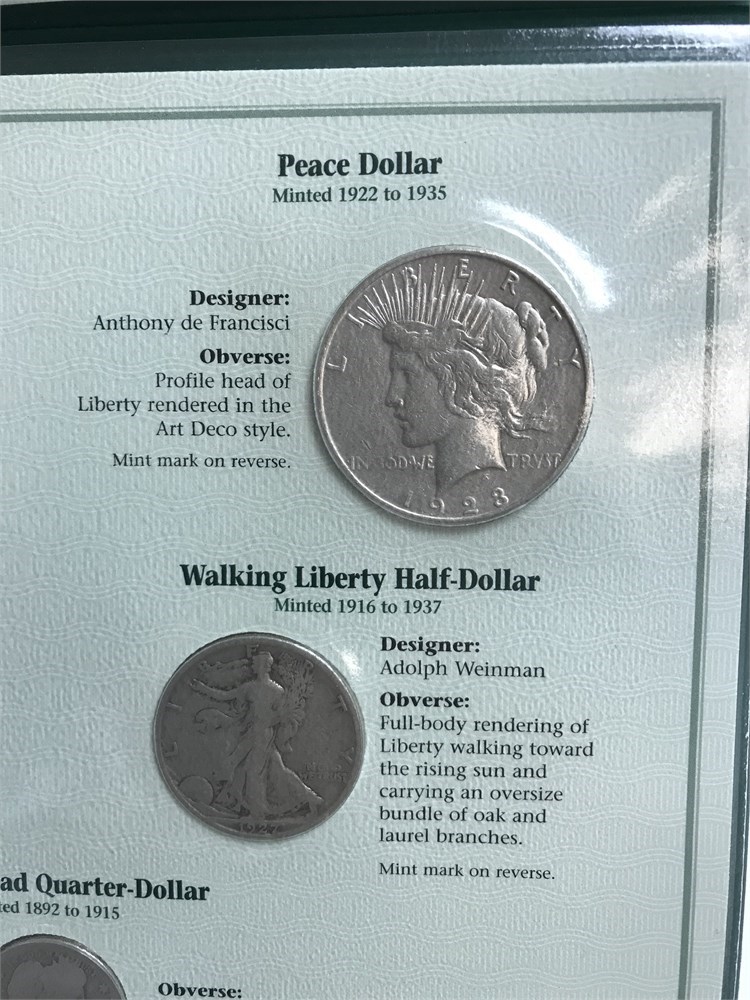 Peace Dollar
Minted 1922 to 1935
Designer:
Anthony de Francisci
Obverse:
Profile head of
Liberty rendered in the
Art Deco style.
Mint mark on reverse.
LIBERTY
IN GOD WE TRVST
1923
Walking Liberty Half-Dollar
Minted 1916 to 1937
LIBERTY
1927
Designer:
Adolph Weinman
Obverse:
Full-body rendering of
Liberty walking toward
the rising sun and
carrying an oversize
bundle of oak and
laurel branches.
Mint mark on reverse.
ad Quarter-Dollar
ted 1892 to 1915
Obverse: